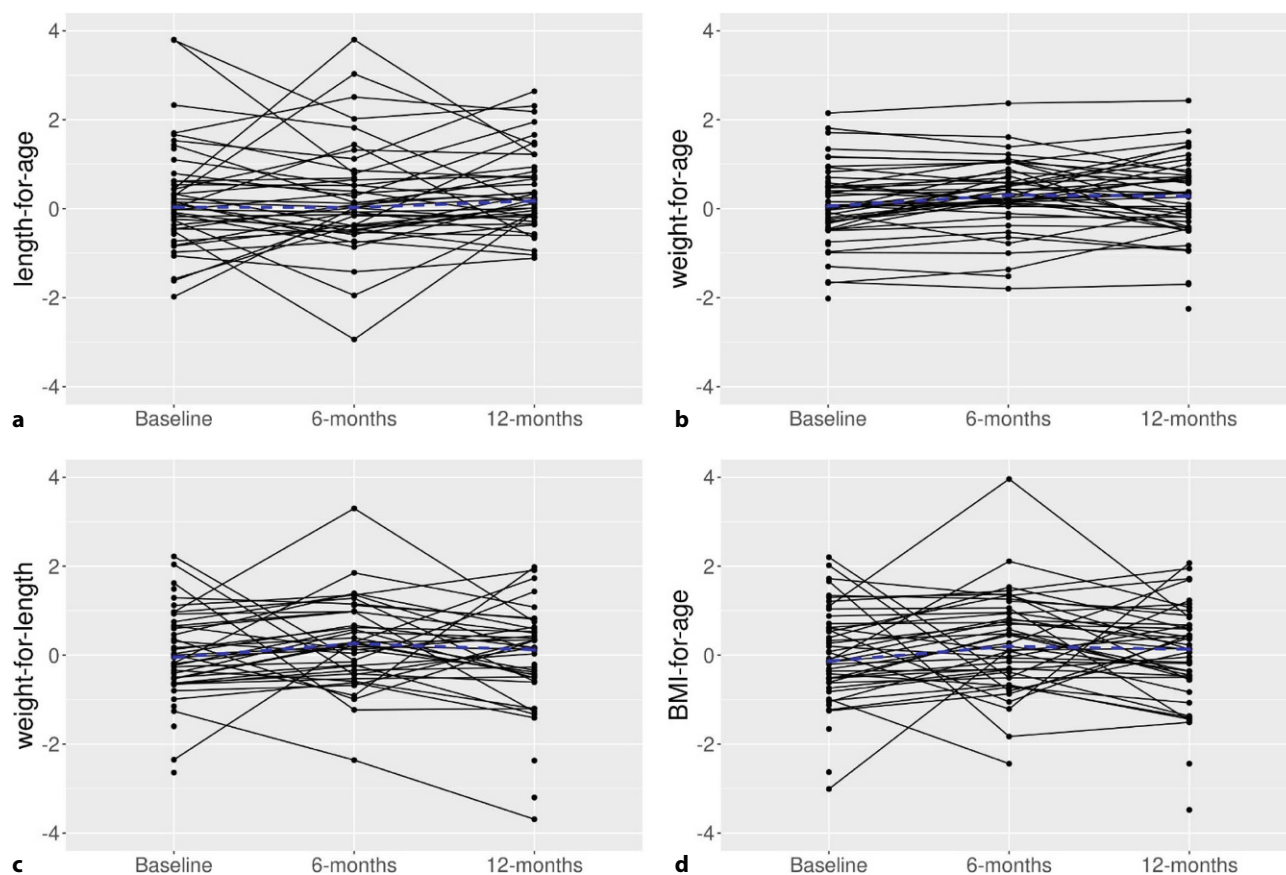 4
2
0
-2
-4
length-for-age
Baseline
6-months
12-months
a
4
2
0
-2
-4
weight-for-age
Baseline
6-months
12-months
b
4
2
0
-2
-4
weight-for-length
Baseline
6-months
12-months
c
4
2
0
-2
-4
BMI-for-age
Baseline
6-months
12-months
d